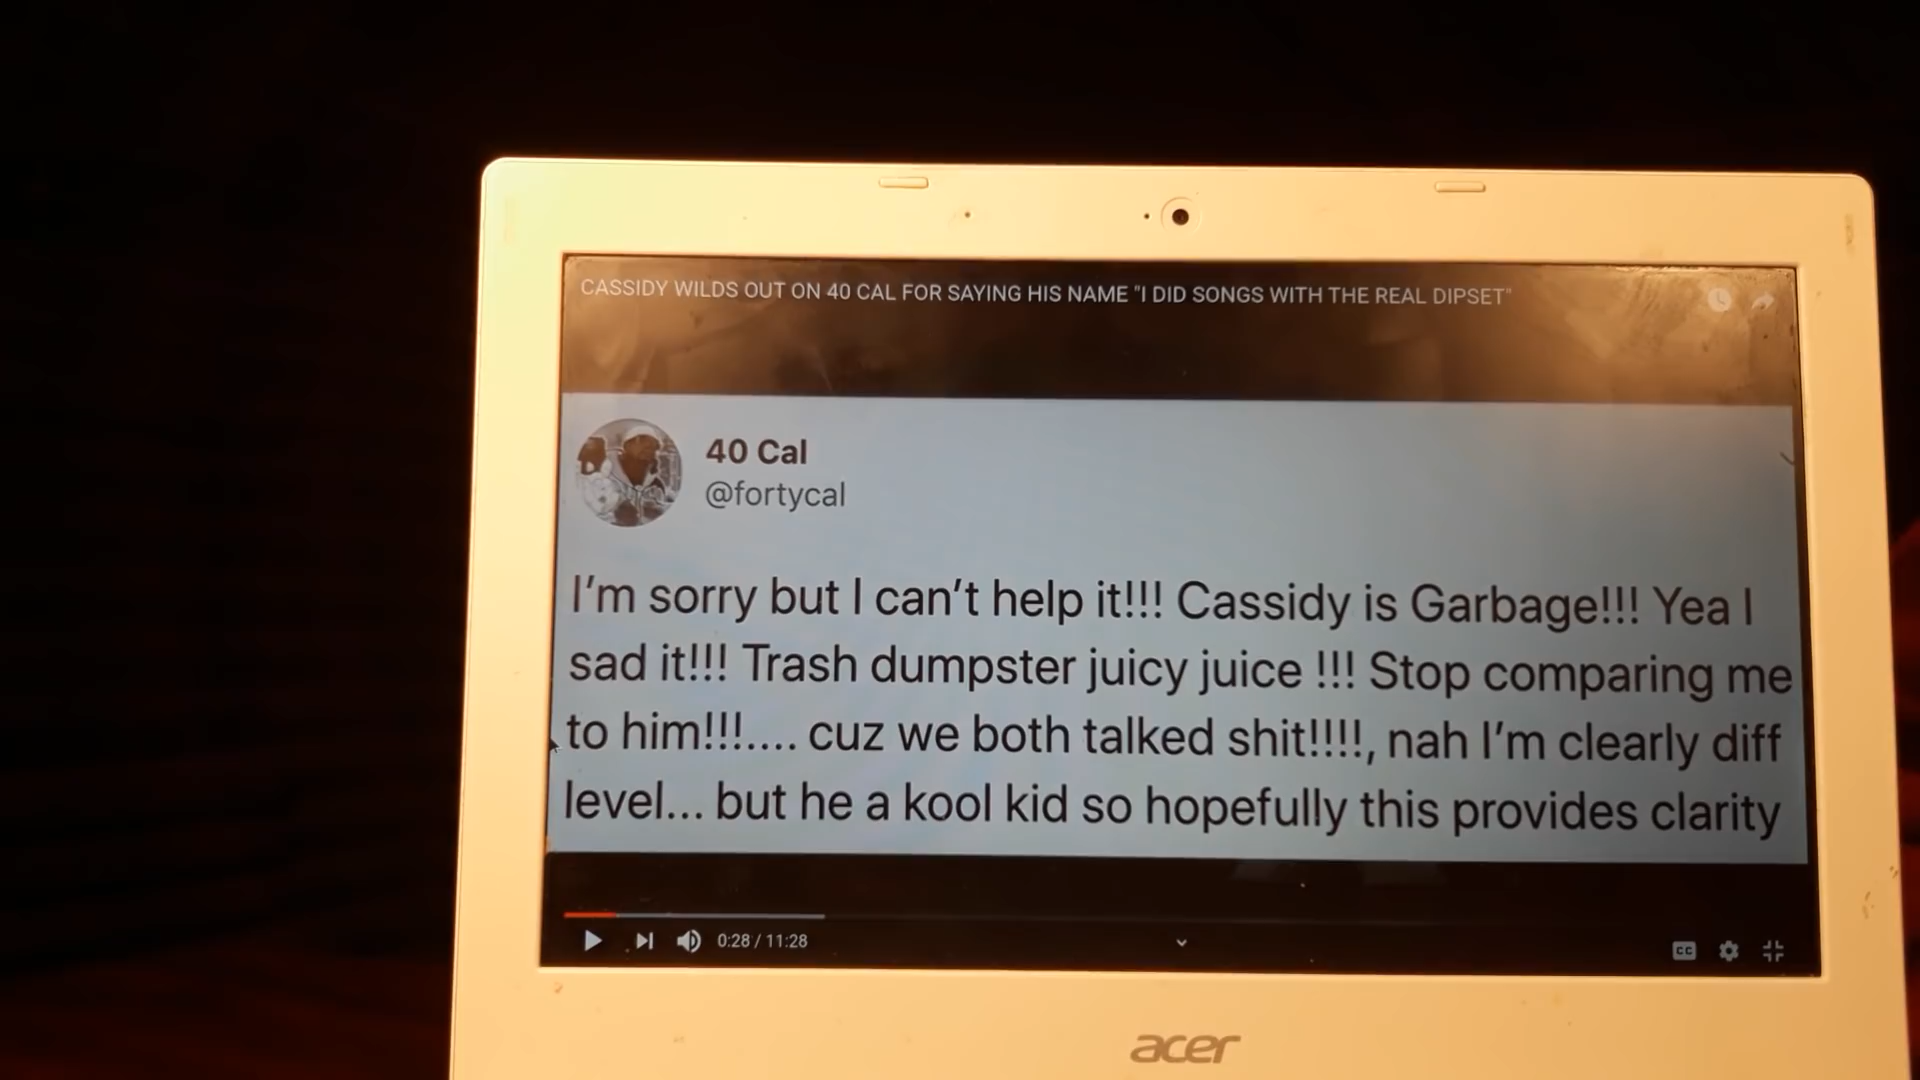 CASSIDY WILDS OUT ON 40 CAL FOR SAYING HIS NAME "I DID SONGS WITH THE REAL DIPSET"
40 Cal
@fortycal
I'm sorry but I can't help it!!! Cassidy is Garbage!!! Yea I
sad it!!! Trash dumpster juicy juice !!! Stop comparing me
to him!!!.... cuz we both talked shit!!!!, nah I'm clearly diff
level... but he a kool kid so hopefully this provides clarity
0:28 / 11:28
CC
acer